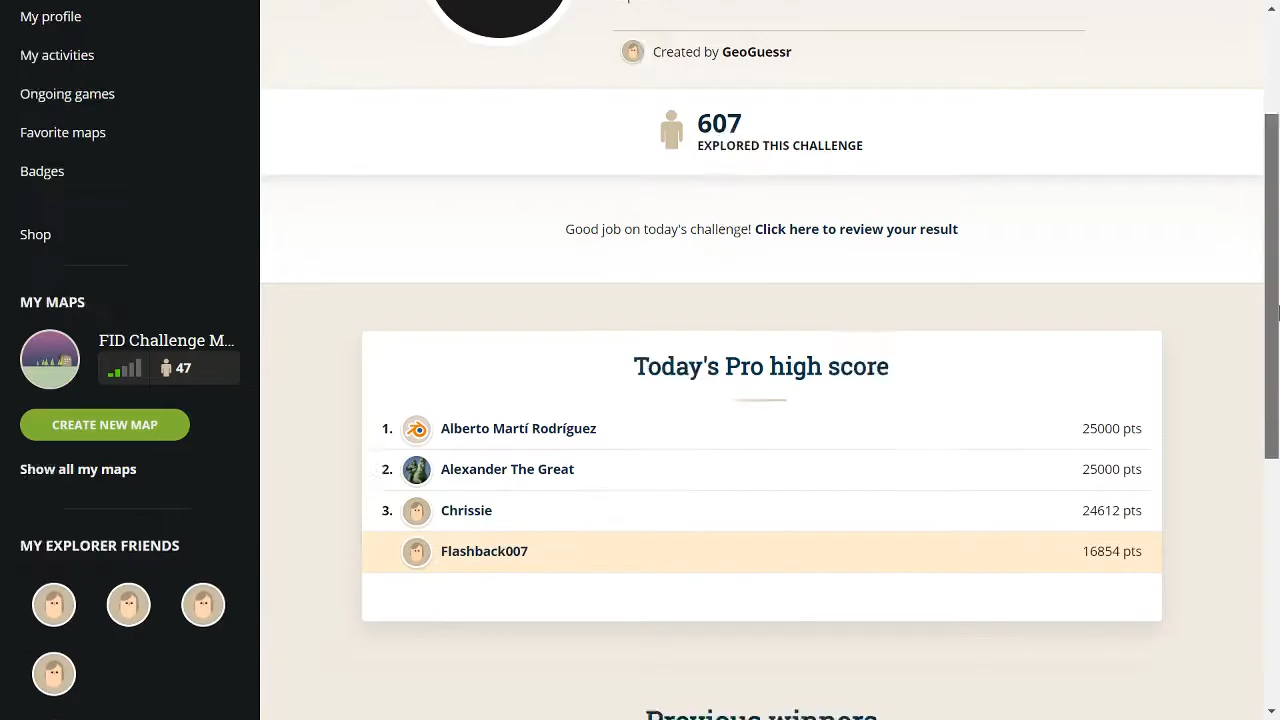 My profile
My activities
Ongoing games
Favorite maps
Badges
Shop
MY MAPS
FID Challenge M...
47
CREATE NEW MAP
Show all my maps
MY EXPLORER FRIENDS
Created by GeoGuessr
607
EXPLORED THIS CHALLENGE
Good job on today's challenge! Click here to review your result
Today's Pro high score
1. Alberto Martí Rodríguez 25000 pts
2. Alexander The Great 25000 pts
3. Chrissie 24612 pts
Flashback007 16854 pts
Previous winners